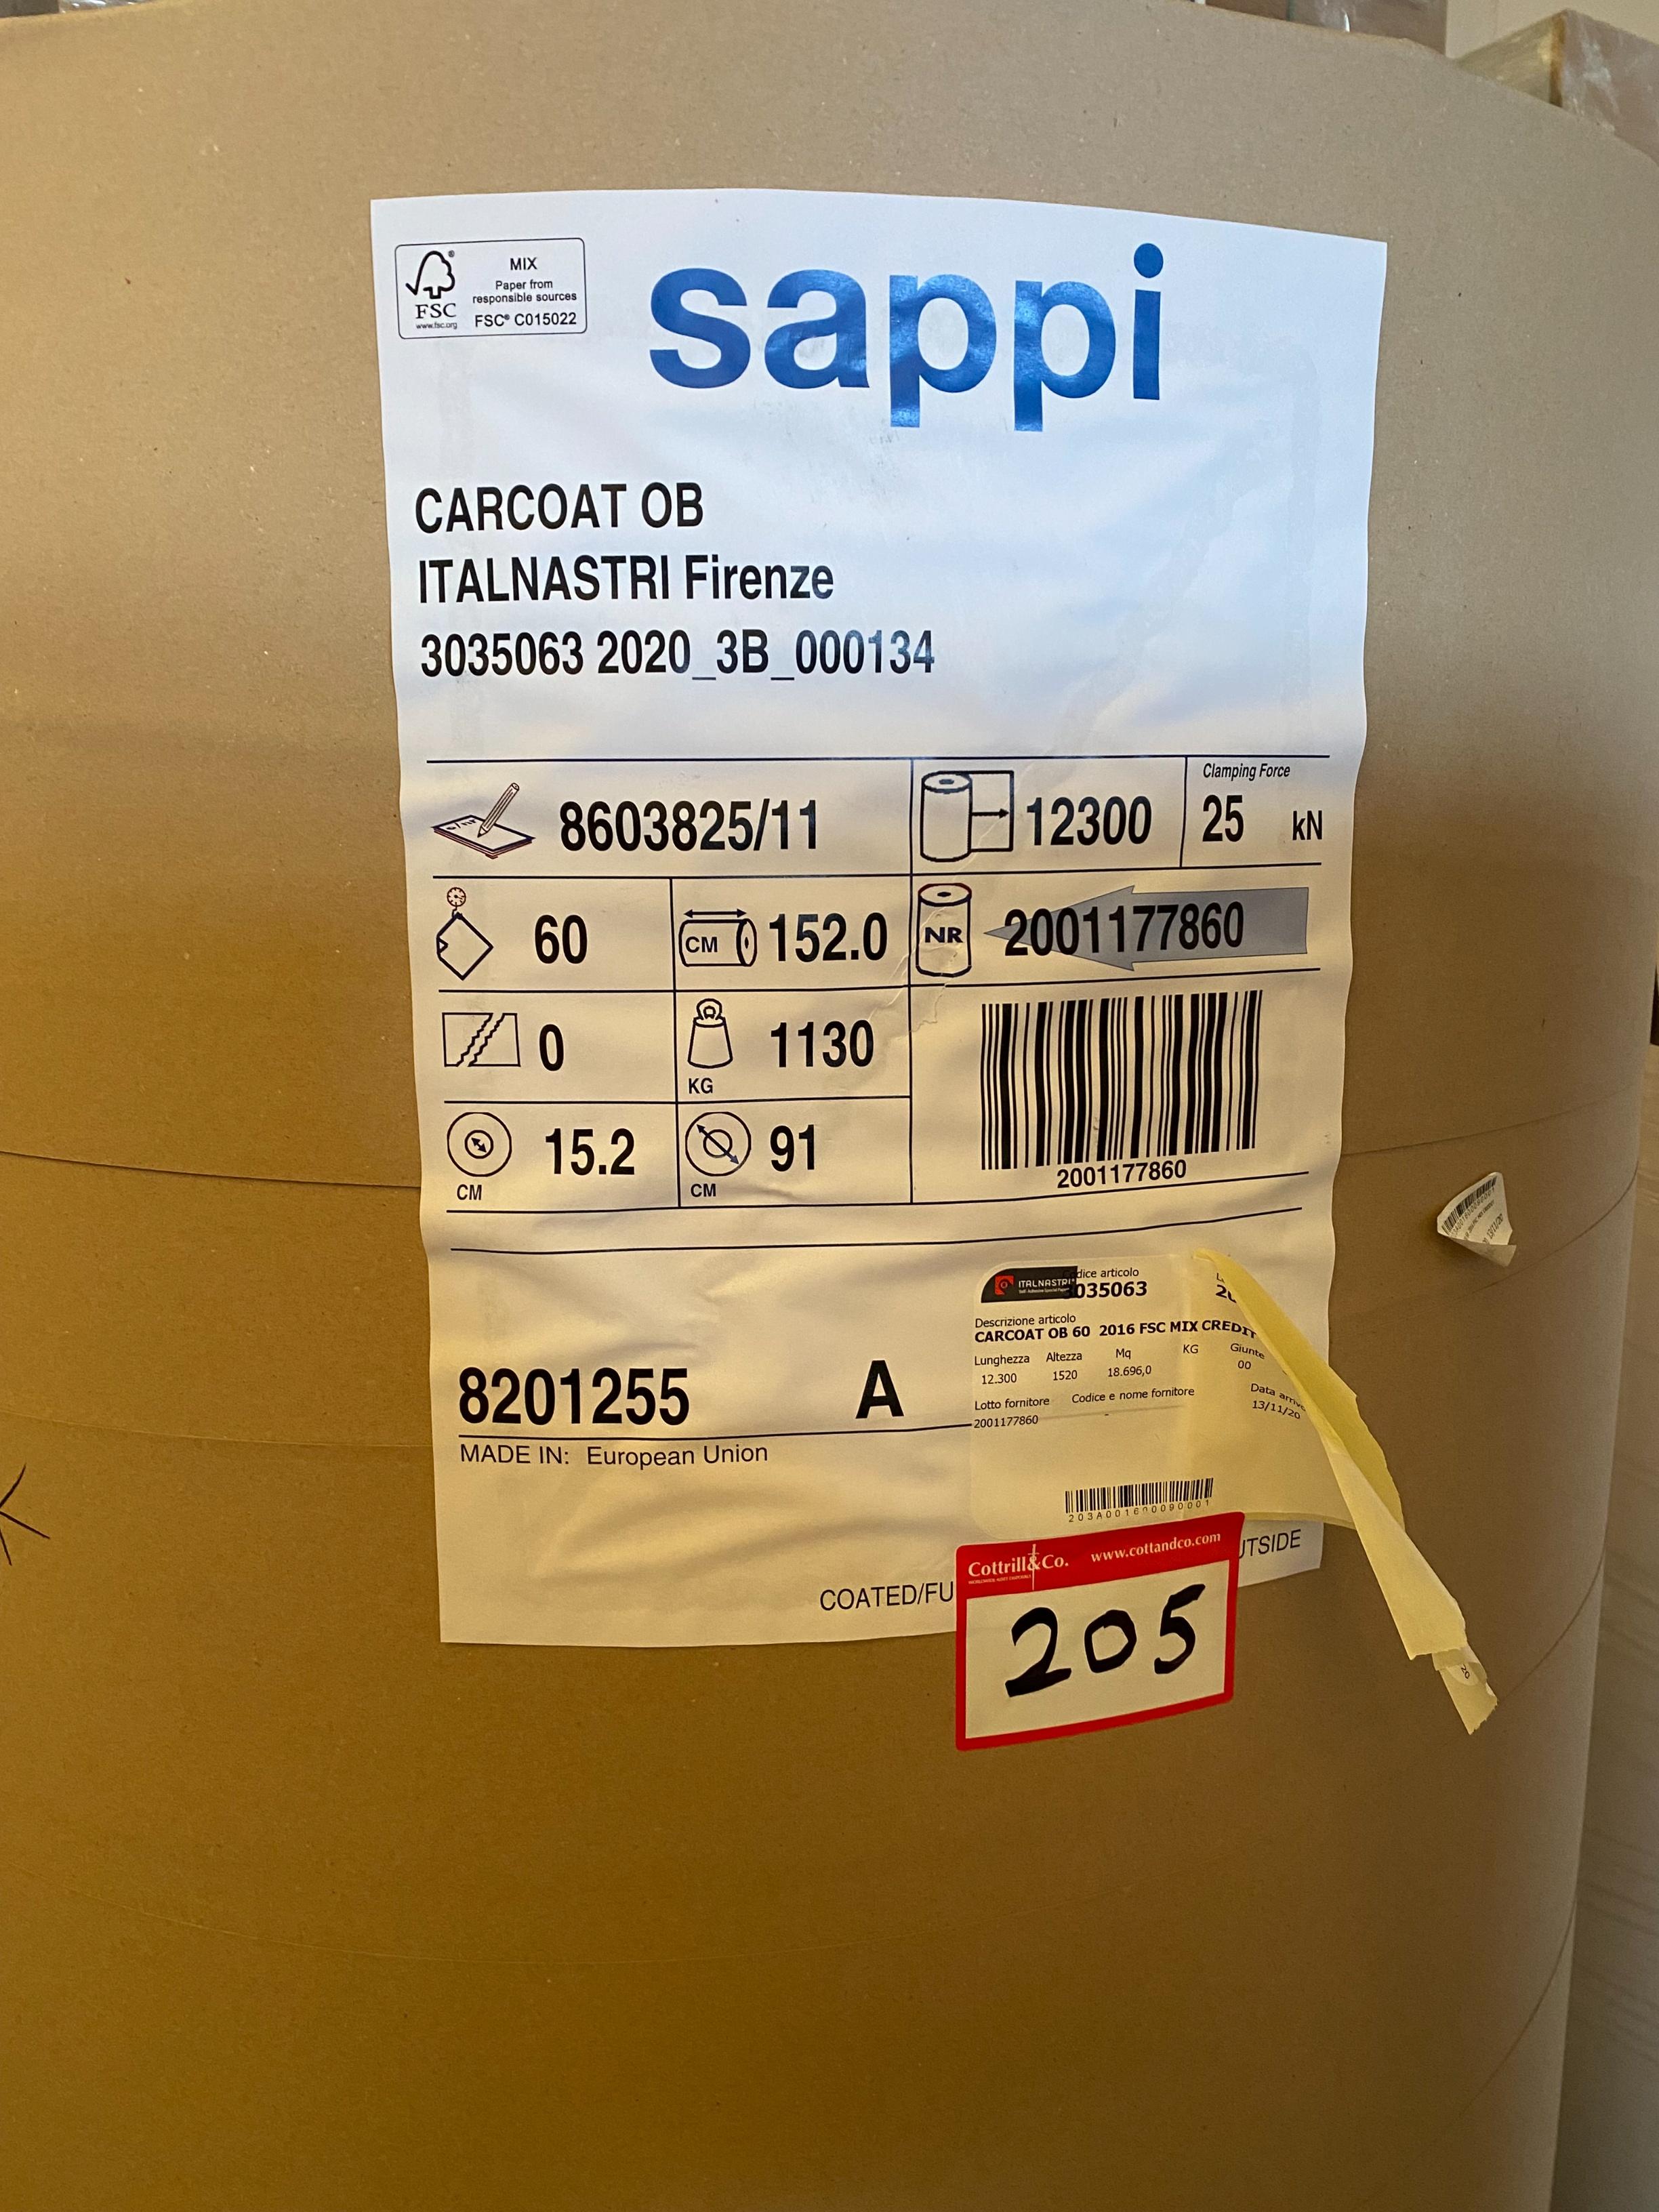 FSC
www.fsc.org
MIX
Paper from
responsible sources
FSC® C015022
sappi
CARCOAT OB
ITALNASTRI Firenze
3035063 2020_3B_000134
8603825/11
12300
Clamping Force
25 kN
60
CM 152.0
NR 2001177860
0
KG 1130
2001177860
CM 15.2
CM 91
8201255 A
MADE IN: European Union
ITALNASTRI
Codice articolo
3035063
Descrizione articolo
CARCOAT OB 60 2016 FSC MIX CREDIT
Lunghezza Altezza Mq KG Giunte
12.300 1520 18.696,0 00
Lotto fornitore Codice e nome fornitore Data
2001177860 - 13/11/20
COATED/FU
UTSIDE
Cottrill&Co. www.cottandco.com
205